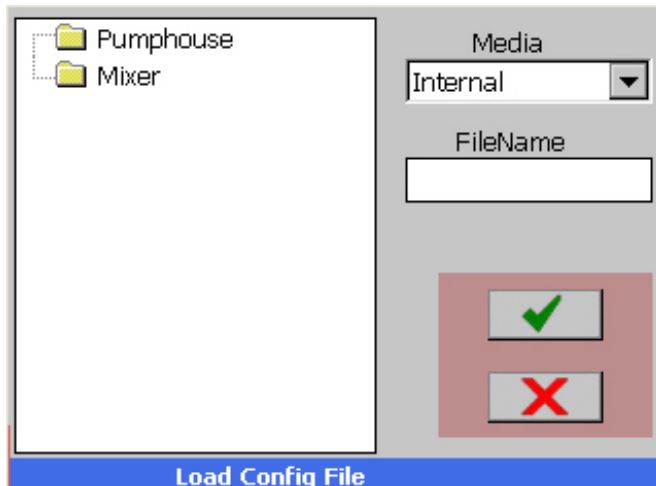 Pumphouse
Mixer
Media
Internal
FileName
Load Config File